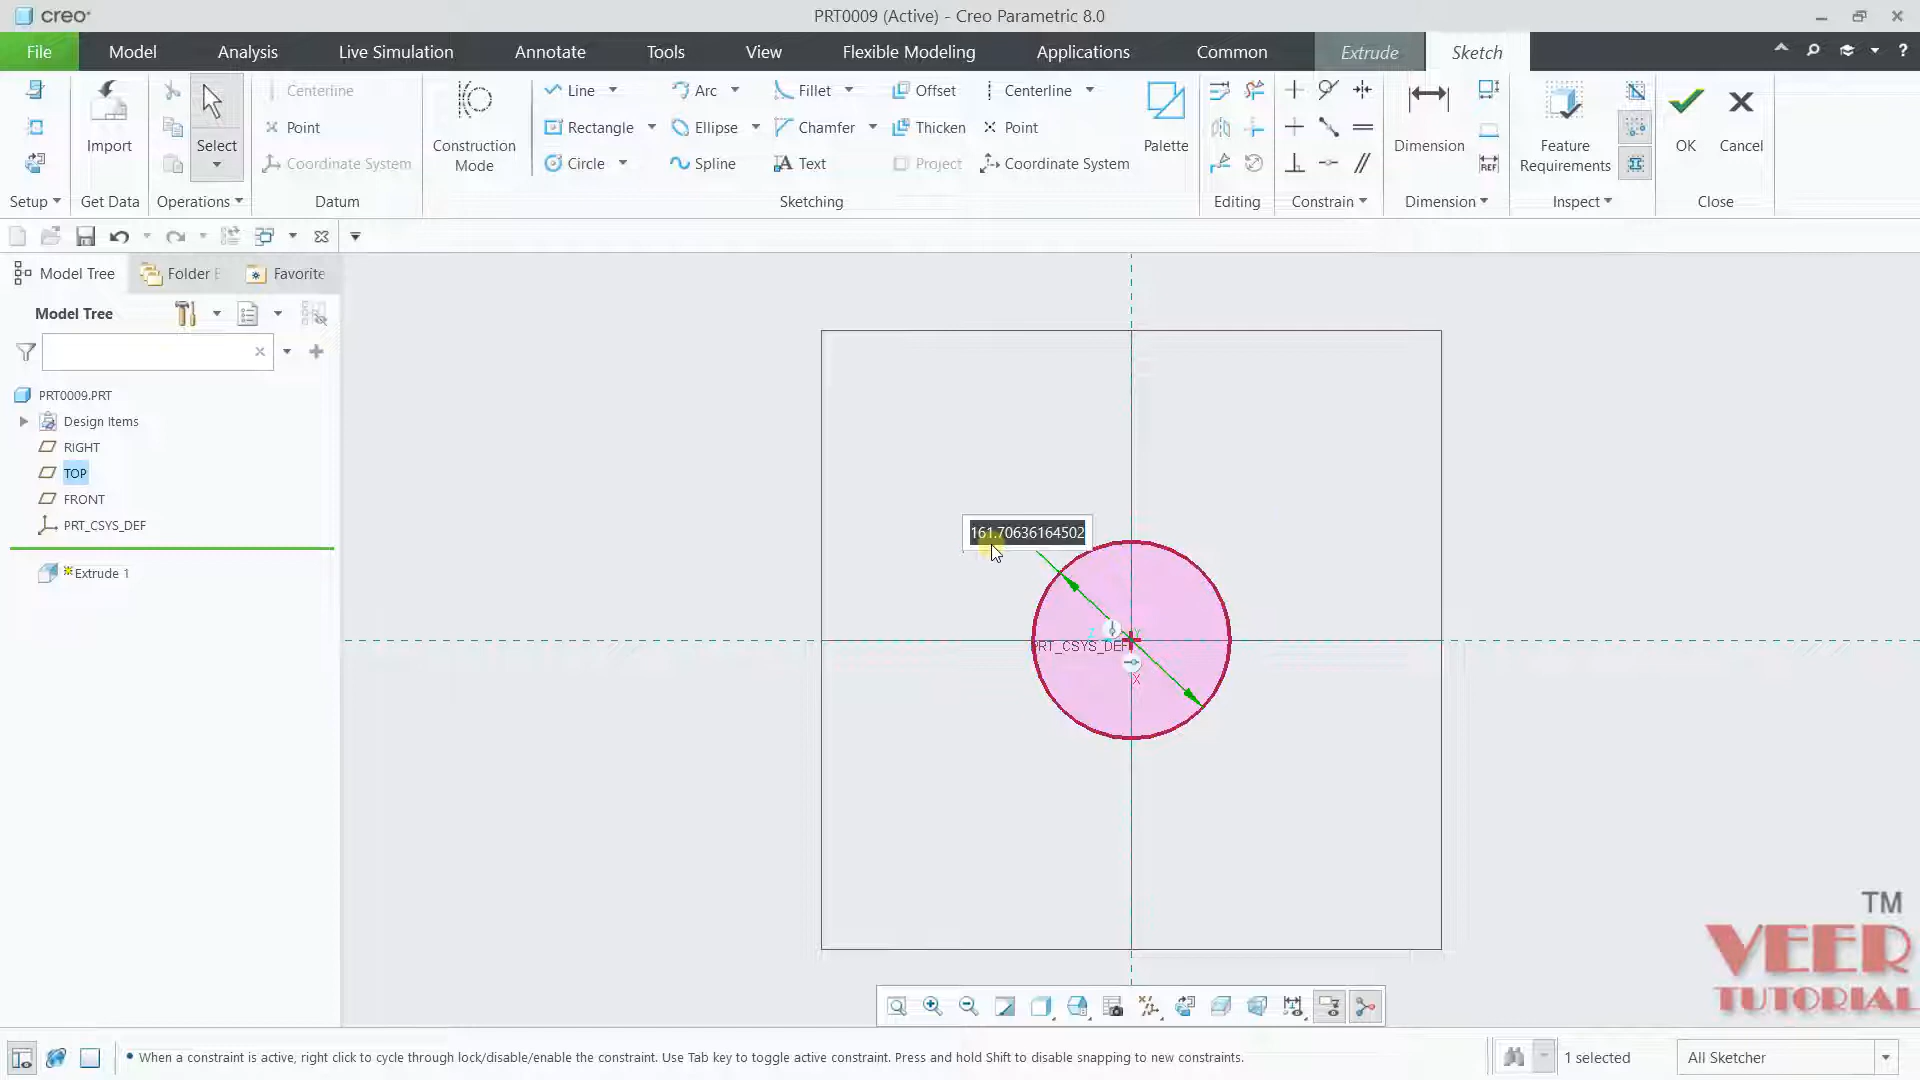 creo
PRT0009 (Active) - Creo Parametric 8.0
File Model Analysis Live Simulation Annotate Tools View Flexible Modeling Applications Common Extrude Sketch
Import
Select
Centerline
Point
Coordinate System
Construction
Mode
Line Arc Fillet Offset Centerline
Rectangle Ellipse Chamfer Thicken Point
Circle Spline Text Project Coordinate System
Palette
Dimension
REF
Feature
Requirements
OK Cancel
Setup Get Data Operations Datum Sketching Editing Constrain Dimension Inspect Close
Model Tree Folder Favorite
Model Tree
PRT0009.PRT
Design Items
RIGHT
TOP
FRONT
PRT_CSYS_DEF
Extrude 1
161.70636164502
Z Y
PRT_CSYS_DEF
X
TM
VEER
TUTORIAL
When a constraint is active, right click to cycle through lock/disable/enable the constraint. Use Tab key to toggle active constraint. Press and hold Shift to disable snapping to new constraints.
1 selected
All Sketcher